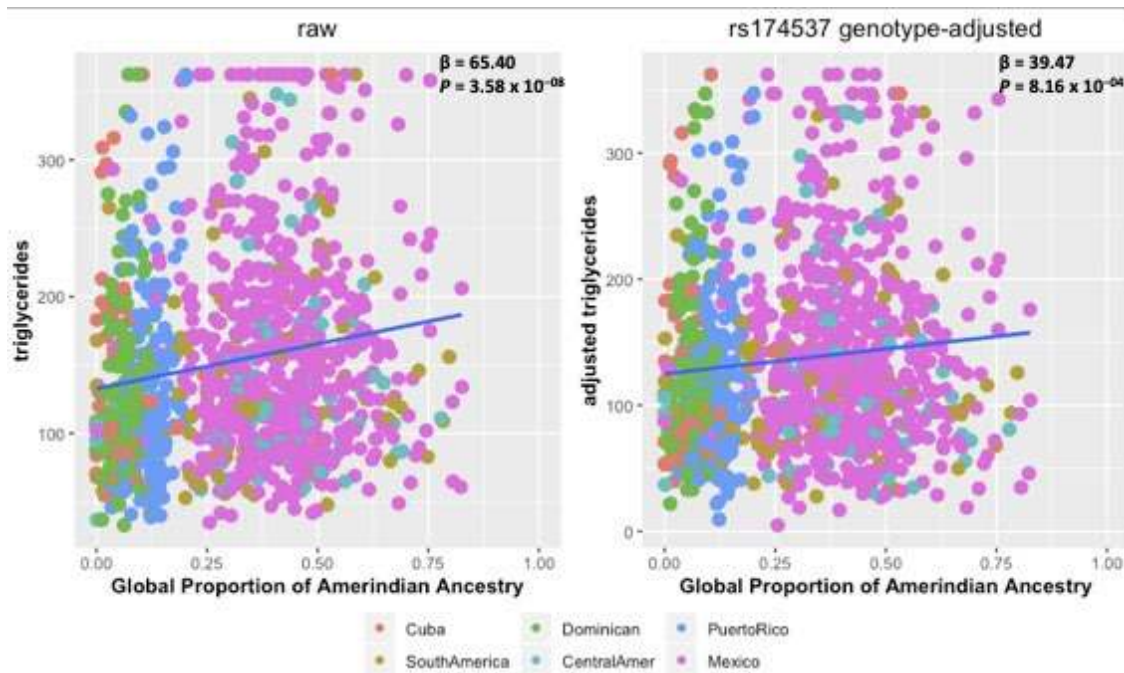 raw
rs174537 genotype-adjusted
β = 65.40
P = 3.58 x 10⁻⁰⁸
β = 39.47
P = 8.16 x 10⁻⁰⁴
triglycerides
300
200
100
0.00 0.25 0.50 0.75 1.00
Global Proportion of Amerindian Ancestry
adjusted triglycerides
300
200
100
0
0.00 0.25 0.50 0.75 1.00
Global Proportion of Amerindian Ancestry
Cuba Dominican PuertoRico
SouthAmerica CentralAmer Mexico